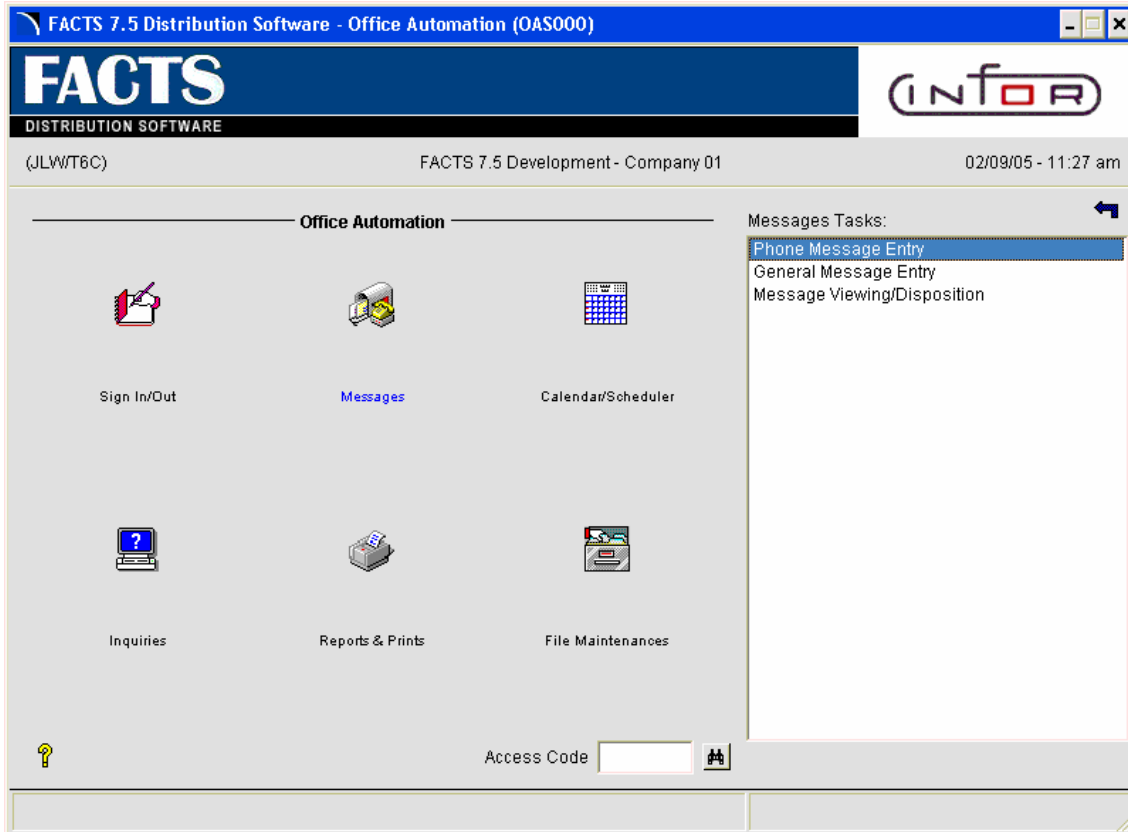 FACTS 7.5 Distribution Software - Office Automation (OAS000)
FACTS
DISTRIBUTION SOFTWARE
INFOR
(JLW/T6C) FACTS 7.5 Development - Company 01 02/09/05 - 11:27 am
Office Automation
Messages Tasks:
Phone Message Entry
General Message Entry
Message Viewing/Disposition
Sign In/Out Messages Calendar/Scheduler
?
Inquiries Reports & Prints File Maintenances
? Access Code